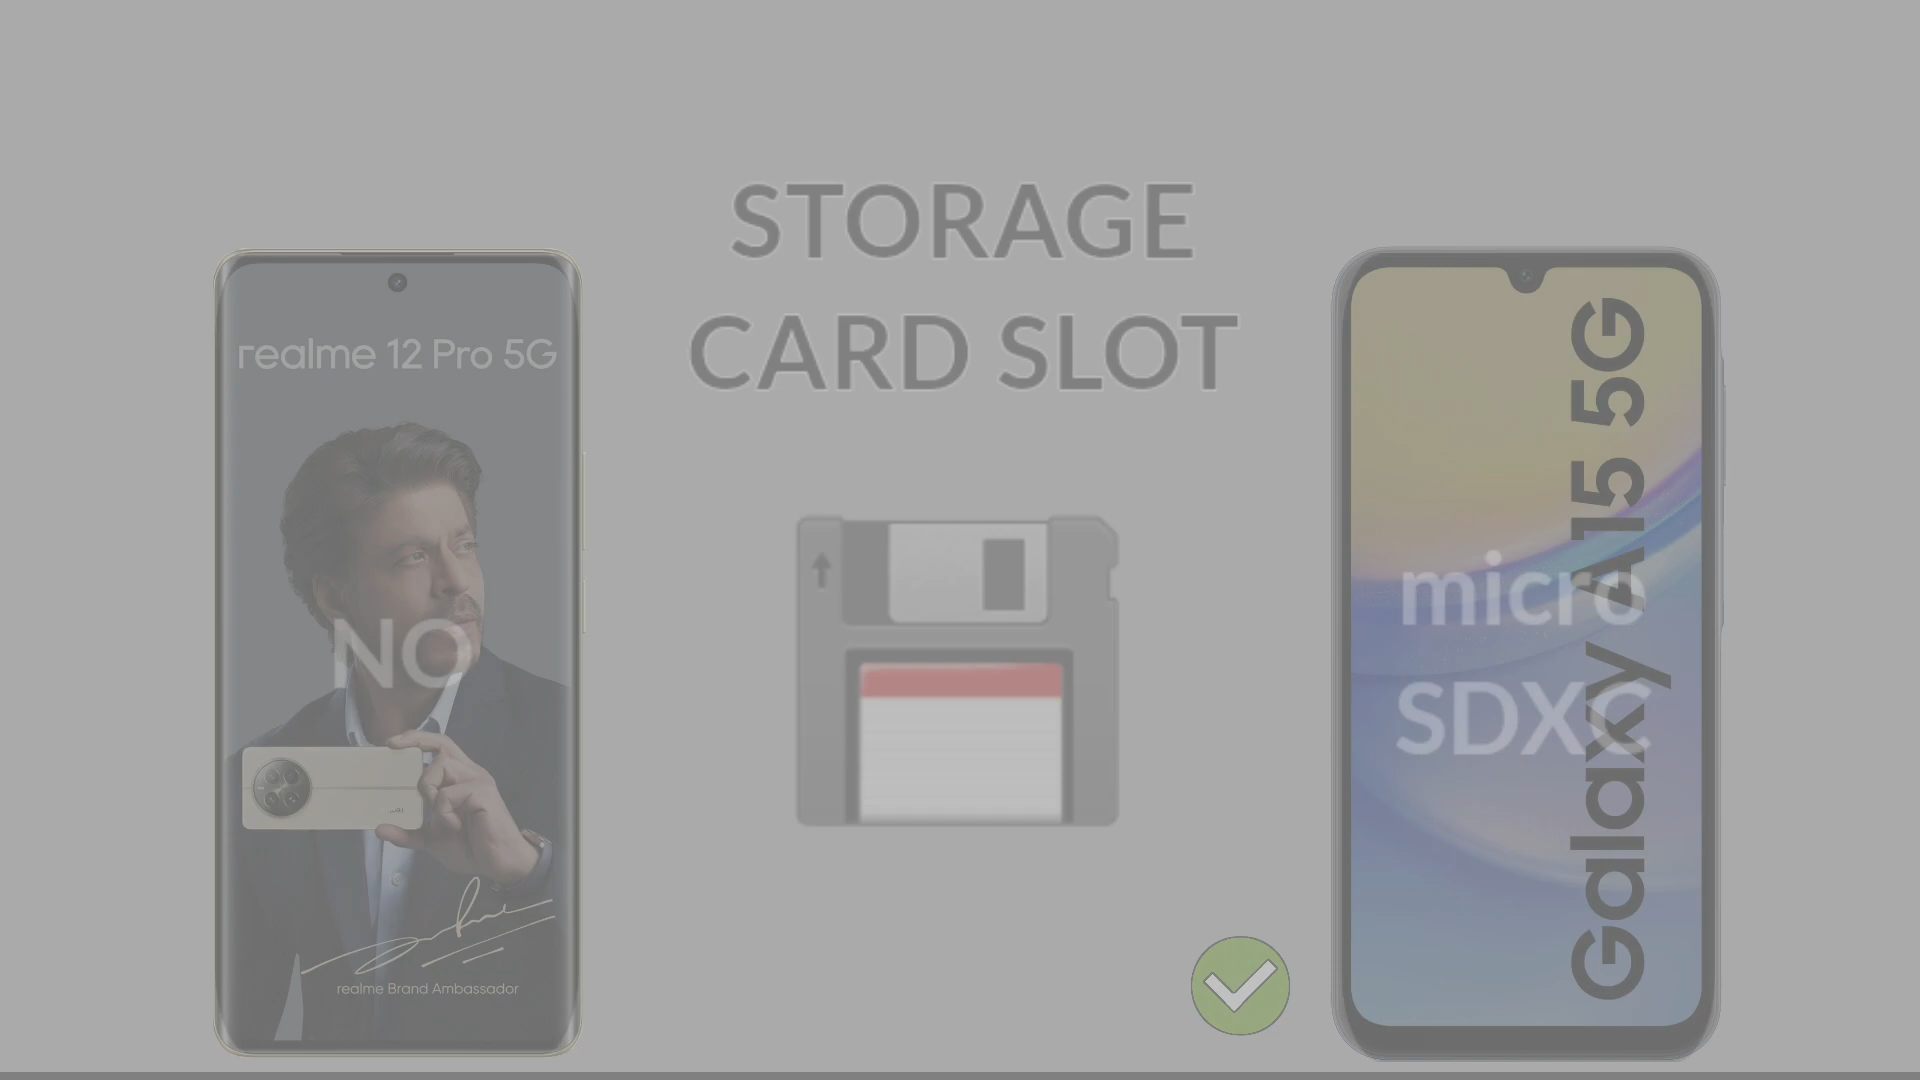 STORAGE
CARD SLOT
realme 12 Pro 5G
NO
realme Brand Ambassador
micro
SDXC
Galaxy A15 5G